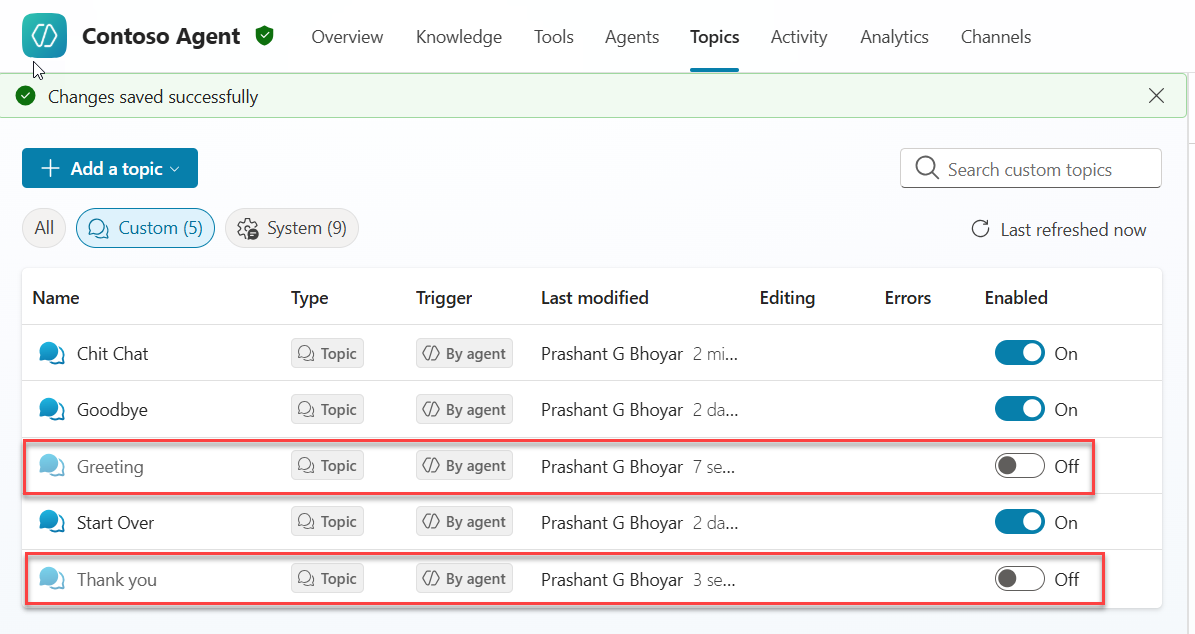 Contoso Agent Overview Knowledge Tools Agents Topics Activity Analytics Channels
Changes saved successfully
Add a topic Search custom topics
All Custom (5) System (9) Last refreshed now
Name Type Trigger Last modified Editing Errors Enabled
Chit Chat Topic By agent Prashant G Bhoyar 2 mi... On
Goodbye Topic By agent Prashant G Bhoyar 2 da... On
Greeting Topic By agent Prashant G Bhoyar 7 se... Off
Start Over Topic By agent Prashant G Bhoyar 2 da... On
Thank you Topic By agent Prashant G Bhoyar 3 se... Off